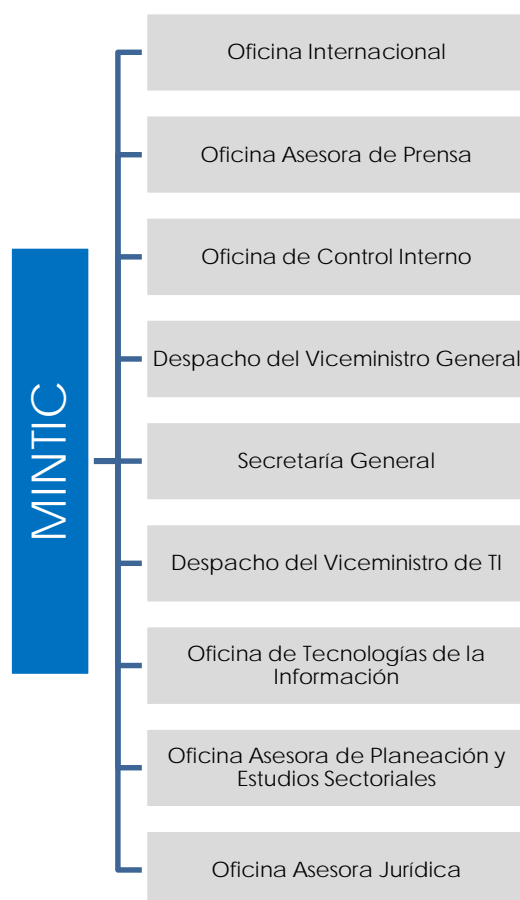 MINTIC
Oficina Internacional
Oficina Asesora de Prensa
Oficina de Control Interno
Despacho del Viceministro General
Secretaría General
Despacho del Viceministro de TI
Oficina de Tecnologías de la
Información
Oficina Asesora de Planeación y
Estudios Sectoriales
Oficina Asesora Jurídica